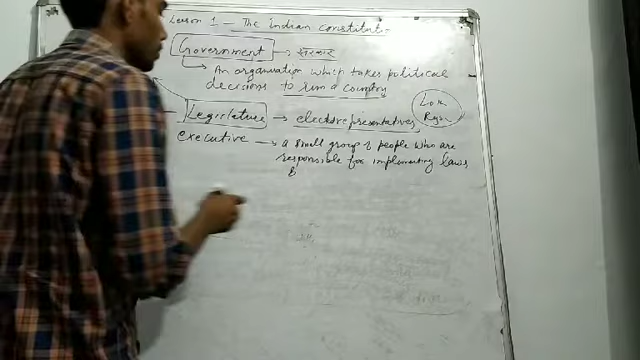 Lesson 1 - The Indian constitut
Government → सरकार
An organisation which takes political
decisions to run a country
Legislature → elected representatives,
Lok
Rajya
executive → a small group of people who are
responsible for implementing laws,
&